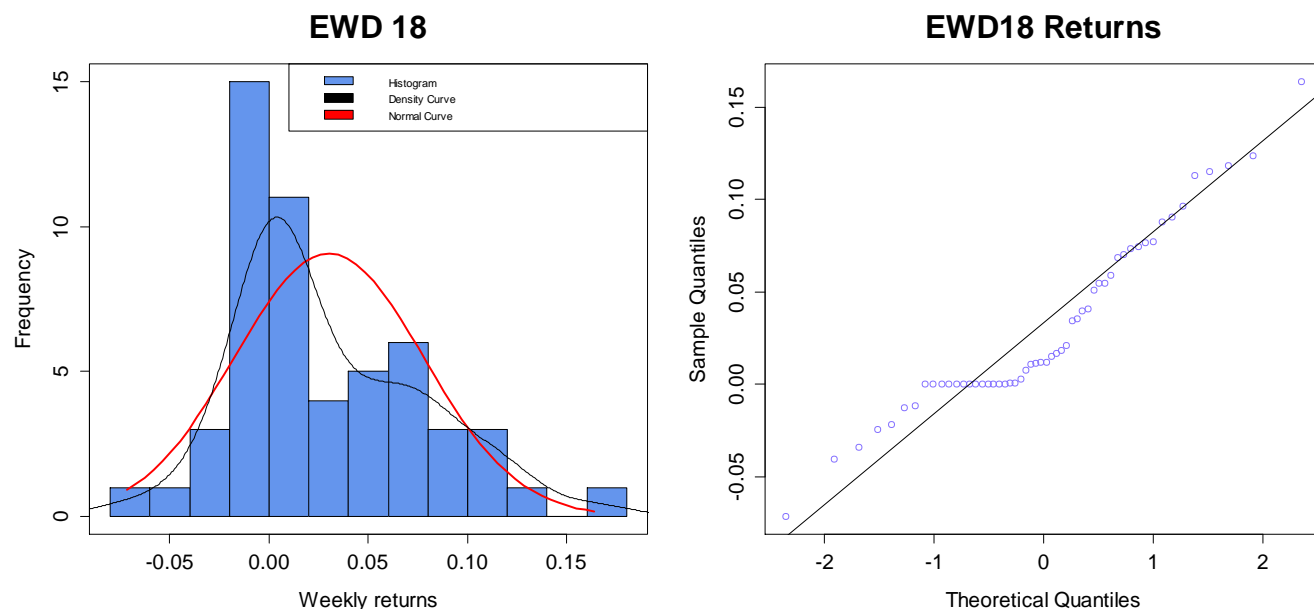 EWD 18
Histogram
Density Curve
Normal Curve
15
10
5
0
Frequency
-0.05 0.00 0.05 0.10 0.15
Weekly returns
EWD18 Returns
0.15
0.10
0.05
0.00
-0.05
Sample Quantiles
-2 -1 0 1 2
Theoretical Quantiles